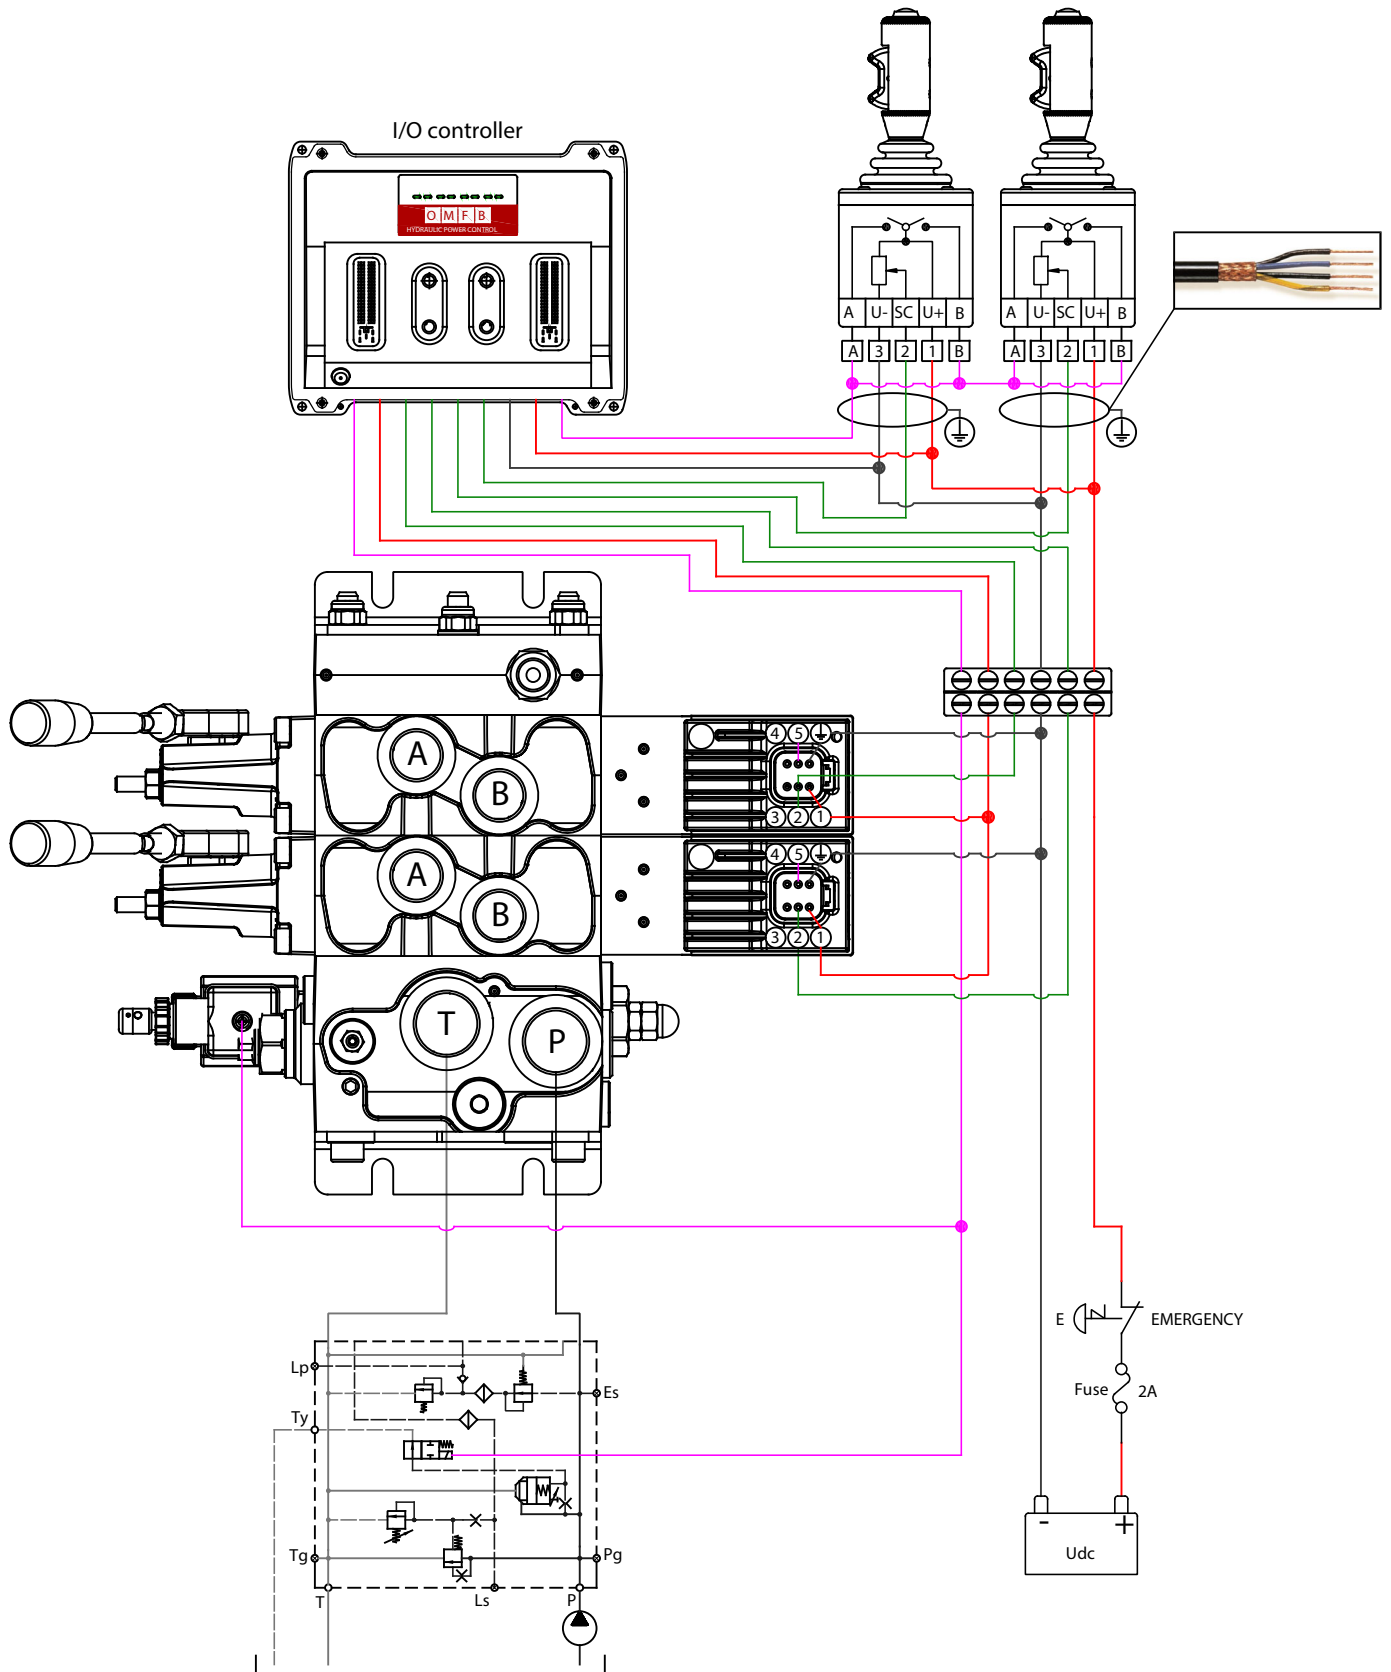 I/O controller
O M F B
HYDRAULIC POWER CONTROL
A U- SC U+ B
A 3 2 1 B
A U- SC U+ B
A 3 2 1 B
A
B
4 5
3 2 1
A
B
4 5
3 2 1
T
P
E EMERGENCY
Fuse 2A
Lp
Es
Ty
Tg
Pg
T
Ls
P
- +
Udc